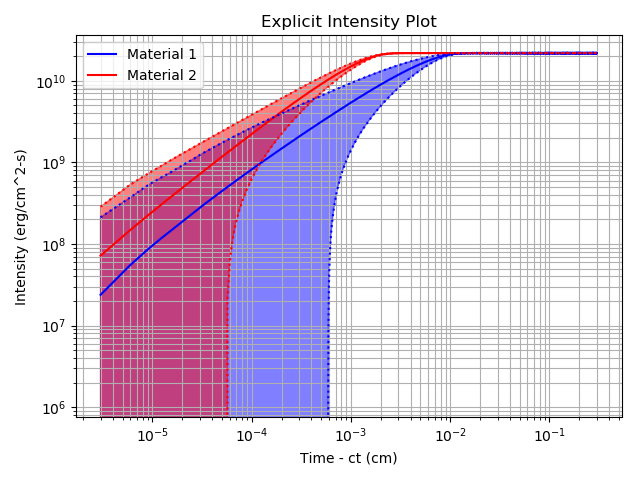 Explicit Intensity Plot
Material 1
Material 2
Intensity (erg/cm^2-s)
10^10
10^9
10^8
10^7
10^6
10^-5
10^-4
10^-3
10^-2
10^-1
Time - ct (cm)